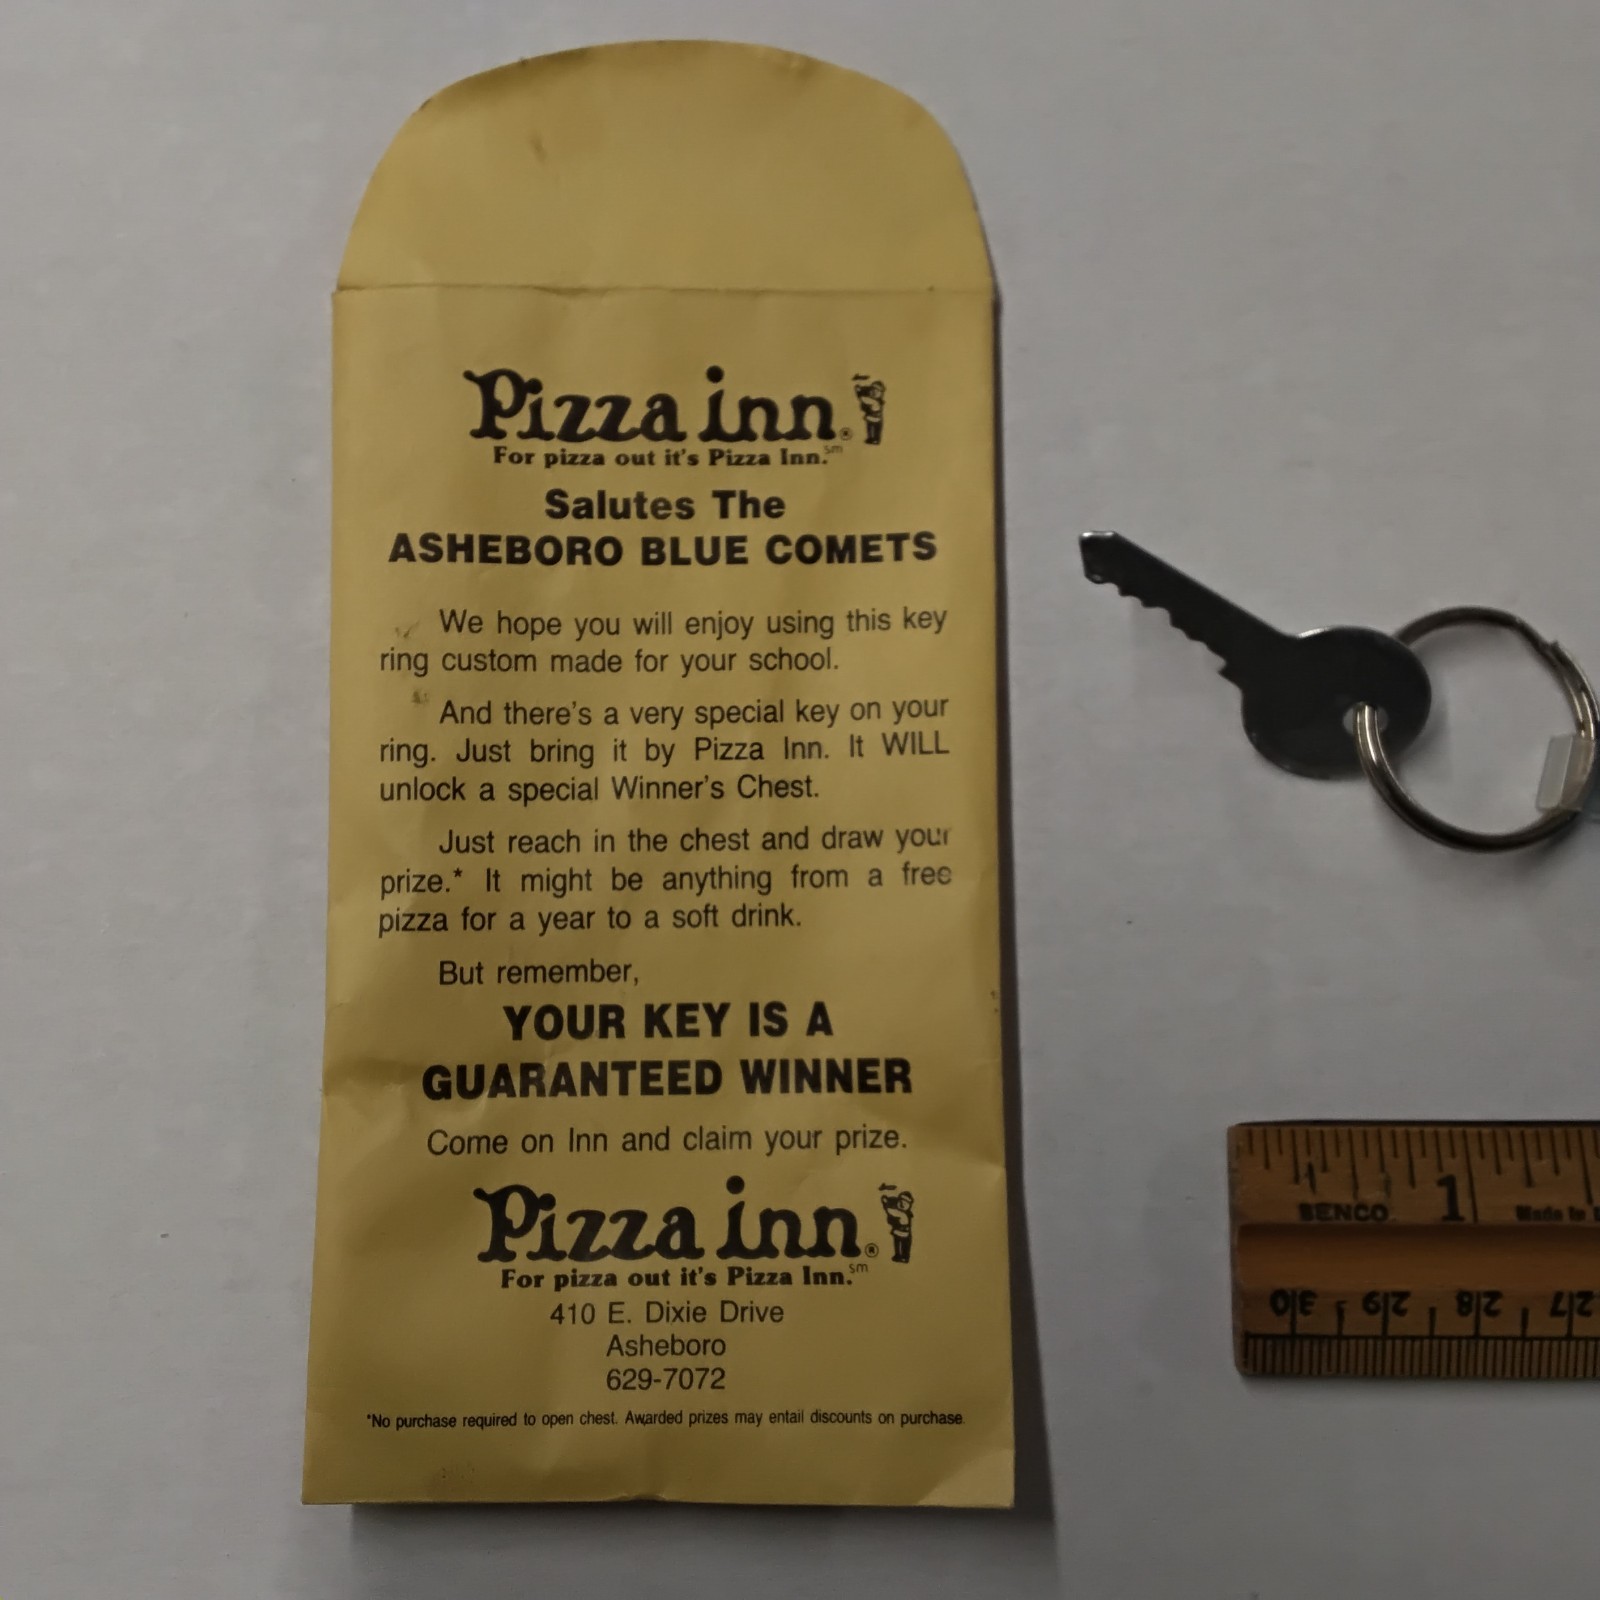 Pizza inn®
For pizza out it's Pizza Inn.sm
Salutes The
ASHEBORO BLUE COMETS
We hope you will enjoy using this key
ring custom made for your school.
And there's a very special key on your
ring. Just bring it by Pizza Inn. It WILL
unlock a special Winner's Chest.
Just reach in the chest and draw your
prize.* It might be anything from a free
pizza for a year to a soft drink.
But remember,
YOUR KEY IS A
GUARANTEED WINNER
Come on Inn and claim your prize.
Pizza inn®
For pizza out it's Pizza Inn.sm
410 E. Dixie Drive
Asheboro
629-7072
*No purchase required to open chest. Awarded prizes may entail discounts on purchase.
1
SENCO Made in
30 29 28 27